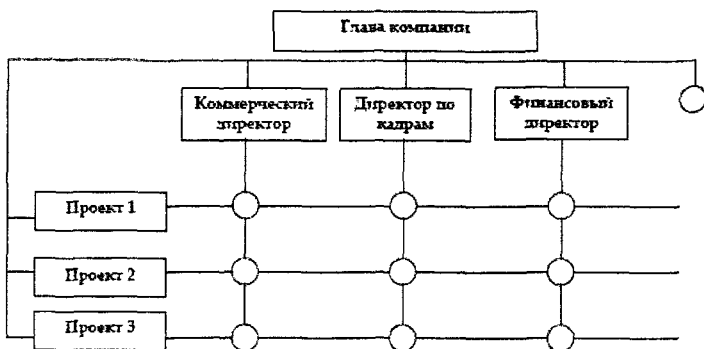 Глава компании
Коммерческий
директор
Директор по
кадрам
Финансовый
директор
Проект 1
Проект 2
Проект 3